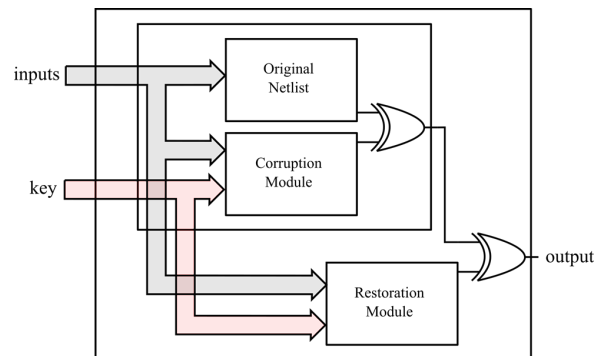 inputs
Original
Netlist
Corruption
Module
key
output
Restoration
Module